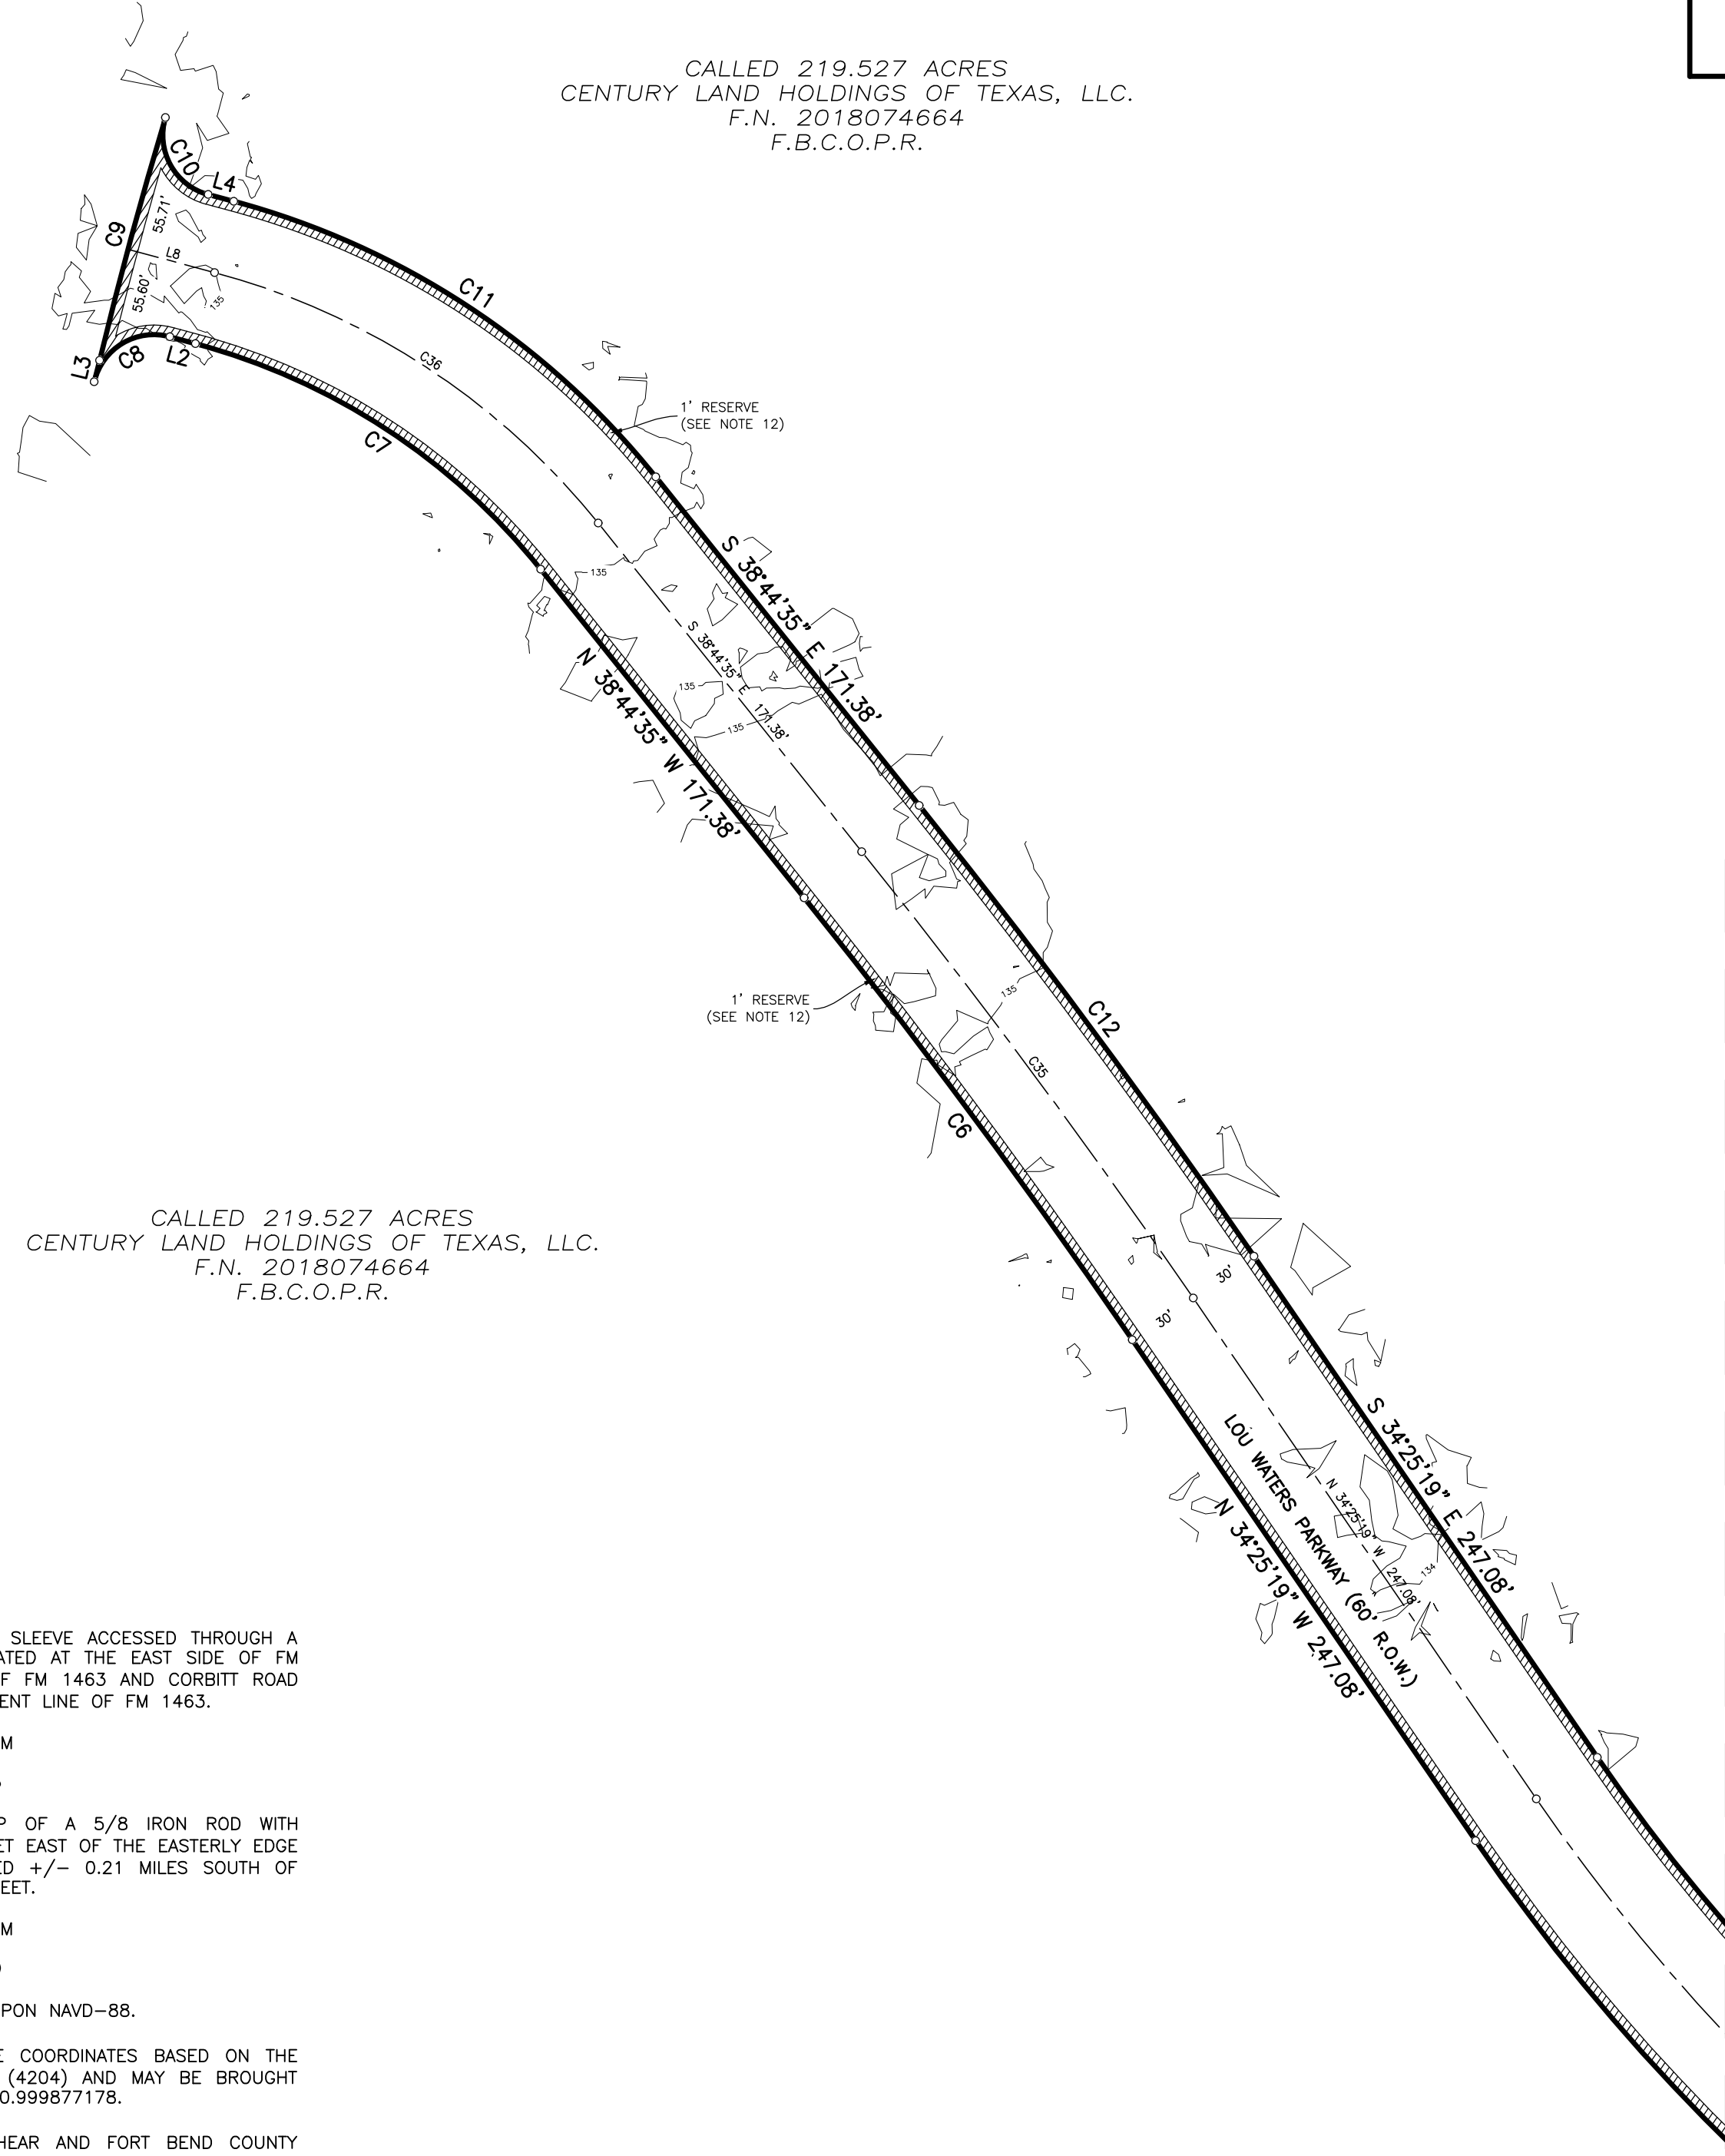 CALLED 219.527 ACRES
CENTURY LAND HOLDINGS OF TEXAS, LLC.
F.N. 2018074664
F.B.C.O.P.R.
C10
L4
55.71'
C9
L8
55.60'
135
C11
L3
C8
L2
C36
C7
1' RESERVE
(SEE NOTE 12)
S 38°44'35" E 171.38'
135
S 38°44'35" E 171.38'
N 38°44'35" W 171.38'
135
135
1' RESERVE
(SEE NOTE 12)
135
C12
C35
C6
CALLED 219.527 ACRES
CENTURY LAND HOLDINGS OF TEXAS, LLC.
F.N. 2018074664
F.B.C.O.P.R.
30'
30'
S 34°25'19" E 247.08'
LOU WATERS PARKWAY (60' R.O.W.)
N 34°25'19" W 247.08'
134
N 34°25'19" W 247.08'
SLEEVE ACCESSED THROUGH A
ATED AT THE EAST SIDE OF FM
F FM 1463 AND CORBITT ROAD
ENT LINE OF FM 1463.
M
P OF A 5/8 IRON ROD WITH
ET EAST OF THE EASTERLY EDGE
ED +/- 0.21 MILES SOUTH OF
EET.
M
PON NAVD-88.
E COORDINATES BASED ON THE
(4204) AND MAY BE BROUGHT
0.999877178.
HEAR AND FORT BEND COUNTY